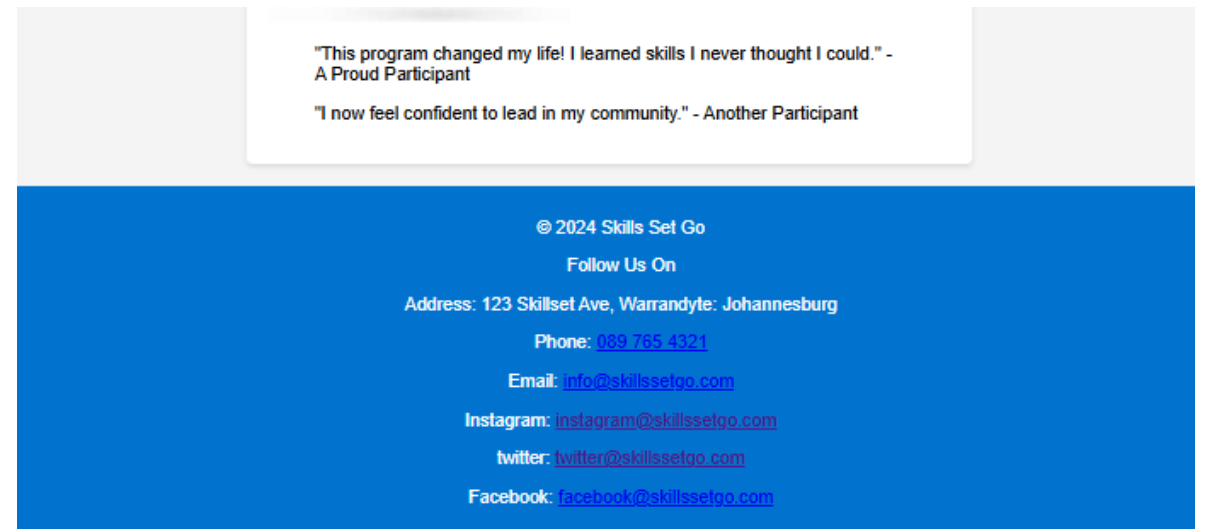 "This program changed my life! I learned skills I never thought I could." -
A Proud Participant
"I now feel confident to lead in my community." - Another Participant
© 2024 Skills Set Go
Follow Us On
Address: 123 Skillset Ave, Warrandyte: Johannesburg
Phone: 089 765 4321
Email: info@skillssetgo.com
Instagram: instagram@skillssetgo.com
twitter: twitter@skillssetgo.com
Facebook: facebook@skillssetgo.com